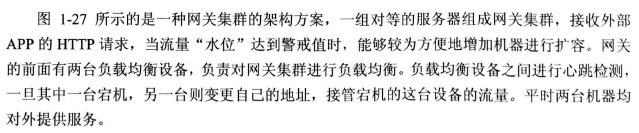 图 1-27 所示的是一种网关集群的架构方案，一组对等的服务器组成网关集群，接收外部
APP 的 HTTP 请求，当流量“水位”达到警戒值时，能够较为方便地增加机器进行扩容。网关
的前面有两台负载均衡设备，负责对网关集群进行负载均衡。负载均衡设备之间进行心跳检测，
一旦其中一台宕机，另一台则变更自己的地址，接管宕机的这台设备的流量。平时两台机器均
对外提供服务。